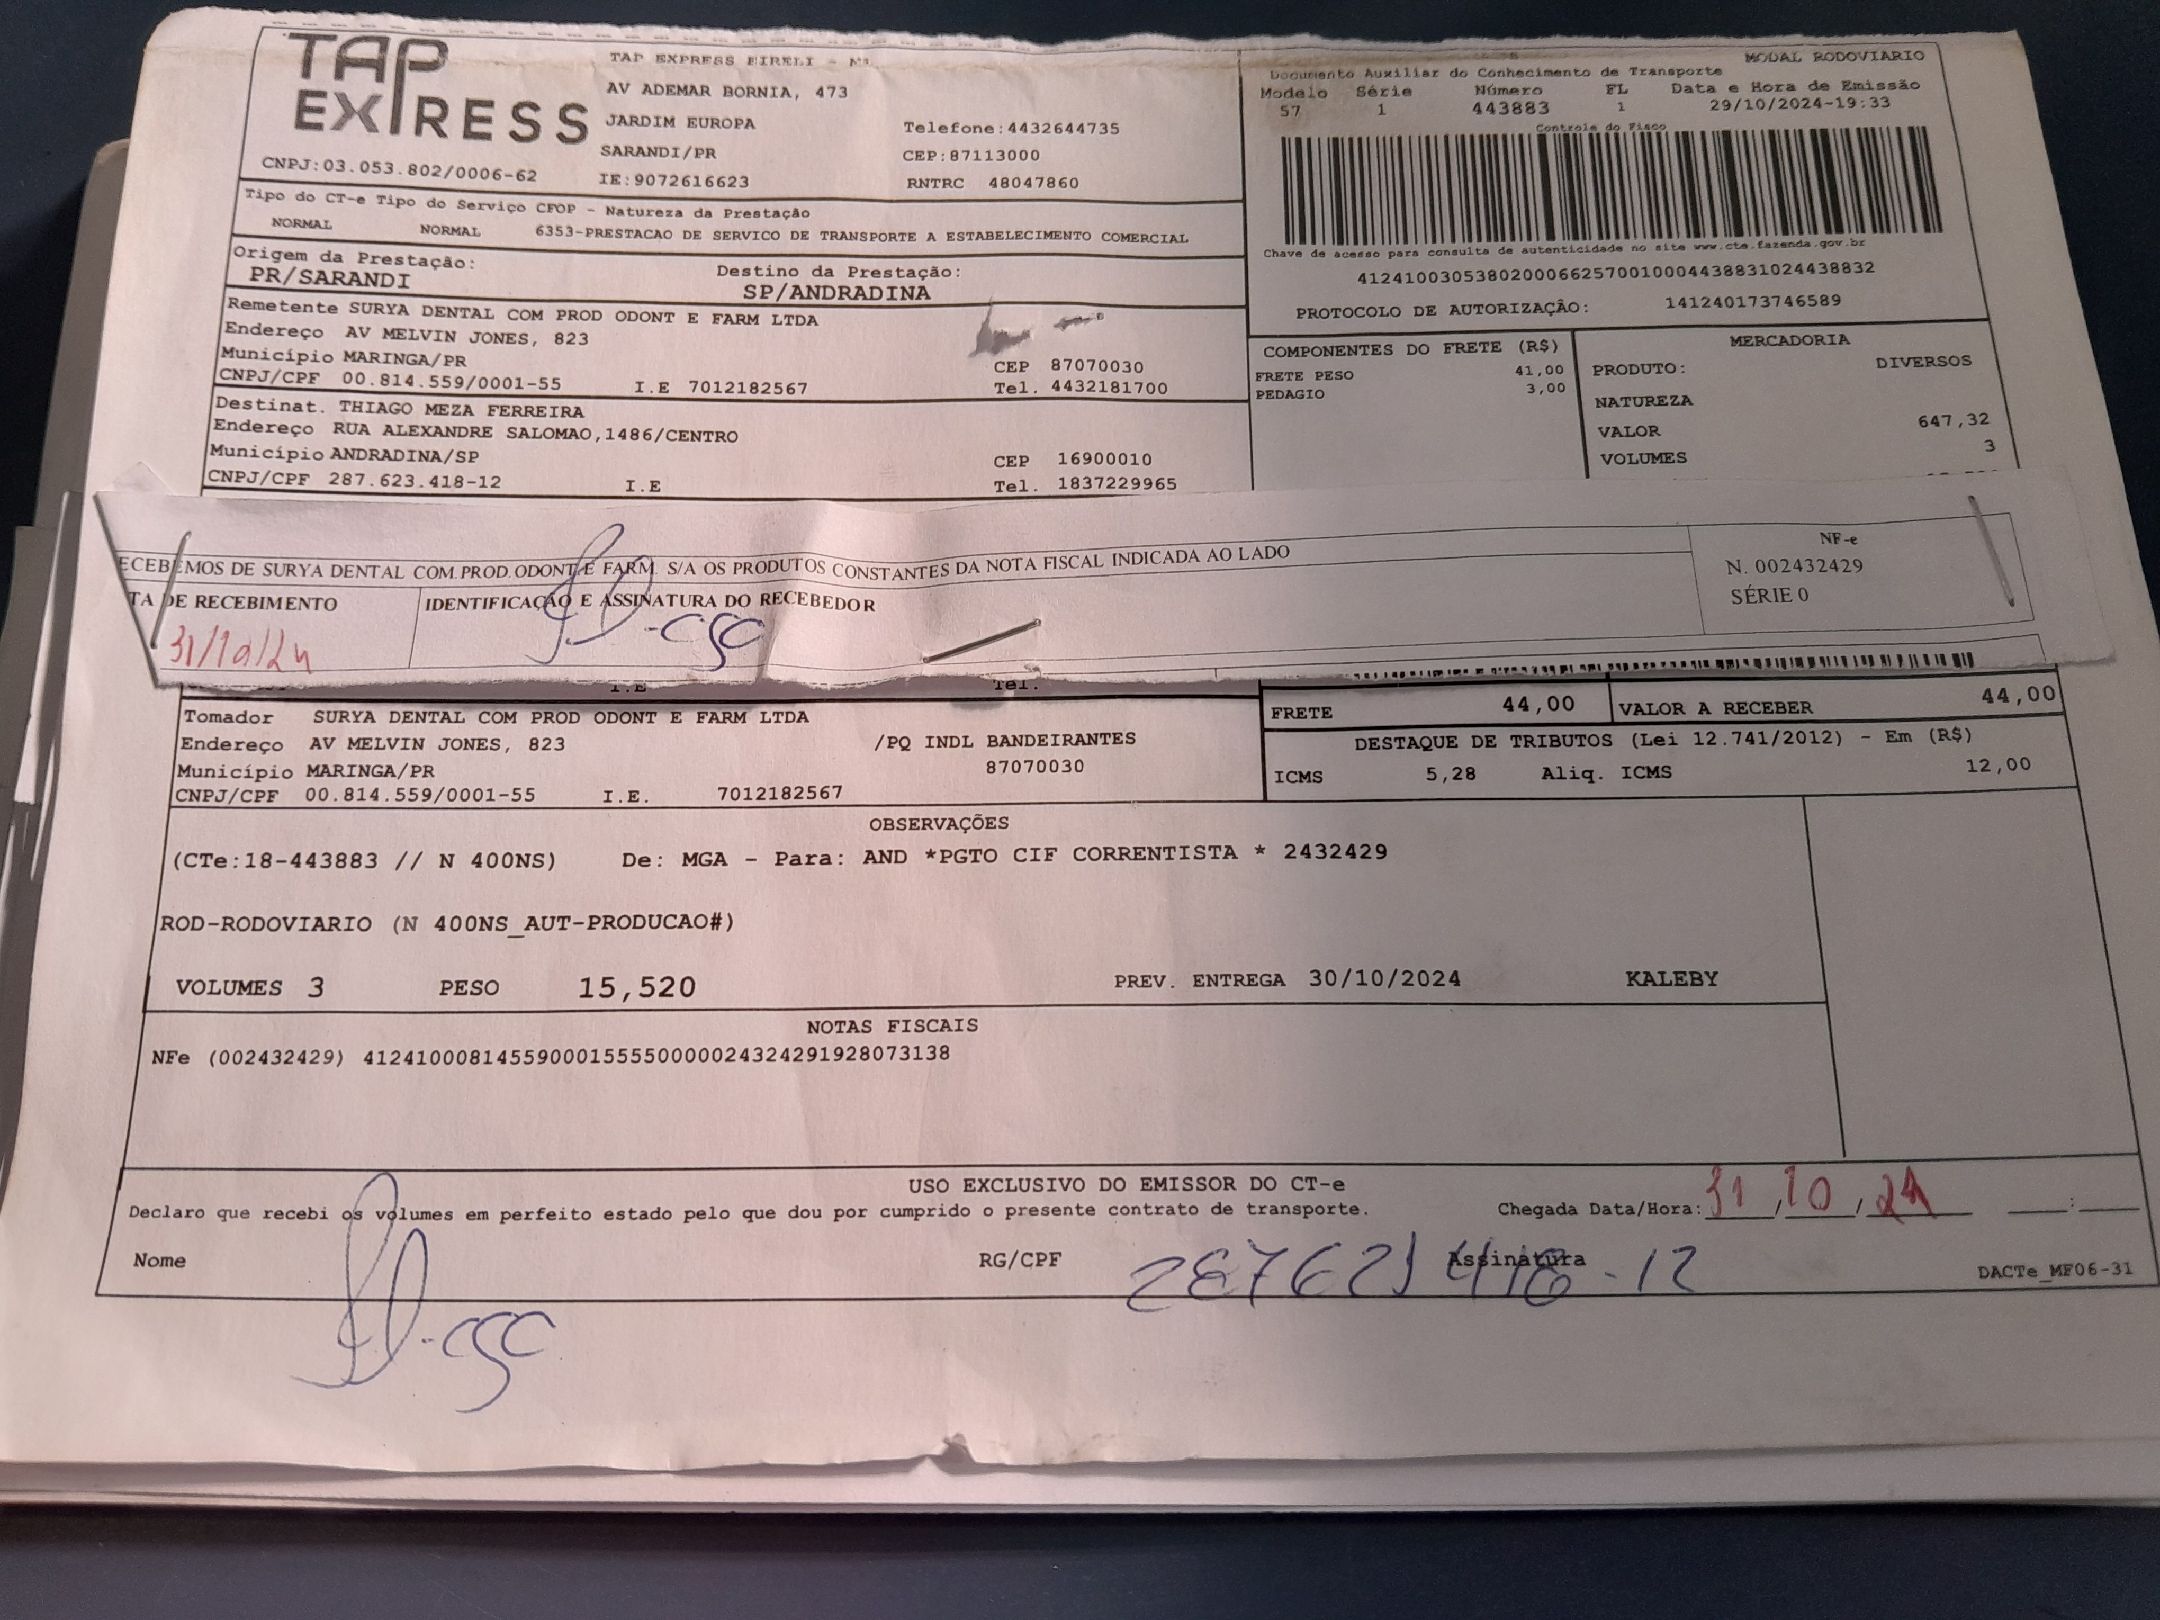 TAP EXPRESS
TAP EXPRESS EIRELI -
AV ADEMAR BORNIA, 473
JARDIM EUROPA
SARANDI/PR
Telefone:4432644735
CEP:87113000
CNPJ:03.053.802/0006-62
IE:9072616623
RNTRC 48047860
MODAL RODOVIARIO
Documento Auxiliar do Conhecimento de Transporte
Modelo Série Número FL Data e Hora de Emissão
57 1 443883 1 29/10/2024-19:33
Controle do Fisco
Chave de acesso para consulta de autenticidade no site www.cte.fazenda.gov.br
41241003053802000662570010004438831024438832
PROTOCOLO DE AUTORIZAÇÃO: 141240173746589
Tipo do CT-e Tipo do Serviço CFOP - Natureza da Prestação
NORMAL NORMAL 6353-PRESTACAO DE SERVICO DE TRANSPORTE A ESTABELECIMENTO COMERCIAL
Origem da Prestação: Destino da Prestação:
PR/SARANDI SP/ANDRADINA
Remetente SURYA DENTAL COM PROD ODONT E FARM LTDA
Endereço AV MELVIN JONES, 823
Município MARINGA/PR CEP 87070030
CNPJ/CPF 00.814.559/0001-55 I.E 7012182567 Tel. 4432181700
Destinat. THIAGO MEZA FERREIRA
Endereço RUA ALEXANDRE SALOMAO,1486/CENTRO
Município ANDRADINA/SP CEP 16900010
CNPJ/CPF 287.623.418-12 I.E Tel. 1837229965
COMPONENTES DO FRETE (R$)
FRETE PESO 41,00
PEDAGIO 3,00
MERCADORIA
PRODUTO: DIVERSOS
NATUREZA
VALOR 647,32
VOLUMES 3
ECEBEMOS DE SURYA DENTAL COM.PROD.ODONT E FARM. S/A OS PRODUTOS CONSTANTES DA NOTA FISCAL INDICADA AO LADO
TA DE RECEBIMENTO IDENTIFICAÇÃO E ASSINATURA DO RECEBEDOR
31/10/24
NF-e
N. 002432429
SÉRIE 0
I.E Tel.
Tomador SURYA DENTAL COM PROD ODONT E FARM LTDA
Endereço AV MELVIN JONES, 823 /PQ INDL BANDEIRANTES
Município MARINGA/PR 87070030
CNPJ/CPF 00.814.559/0001-55 I.E. 7012182567
FRETE 44,00 VALOR A RECEBER 44,00
DESTAQUE DE TRIBUTOS (Lei 12.741/2012) - Em (R$)
ICMS 5,28 Aliq. ICMS 12,00
OBSERVAÇÕES
(CTe:18-443883 // N 400NS) De: MGA - Para: AND *PGTO CIF CORRENTISTA * 2432429
ROD-RODOVIARIO (N 400NS_AUT-PRODUCAO#)
VOLUMES 3 PESO 15,520 PREV. ENTREGA 30/10/2024 KALEBY
NOTAS FISCAIS
NFe (002432429) 41241000814559000155550000024324291928073138
USO EXCLUSIVO DO EMISSOR DO CT-e
Declaro que recebi os volumes em perfeito estado pelo que dou por cumprido o presente contrato de transporte. Chegada Data/Hora: 31/10/24 :
Nome RG/CPF 287623418-12 Assinatura
DACTe_MF06-31